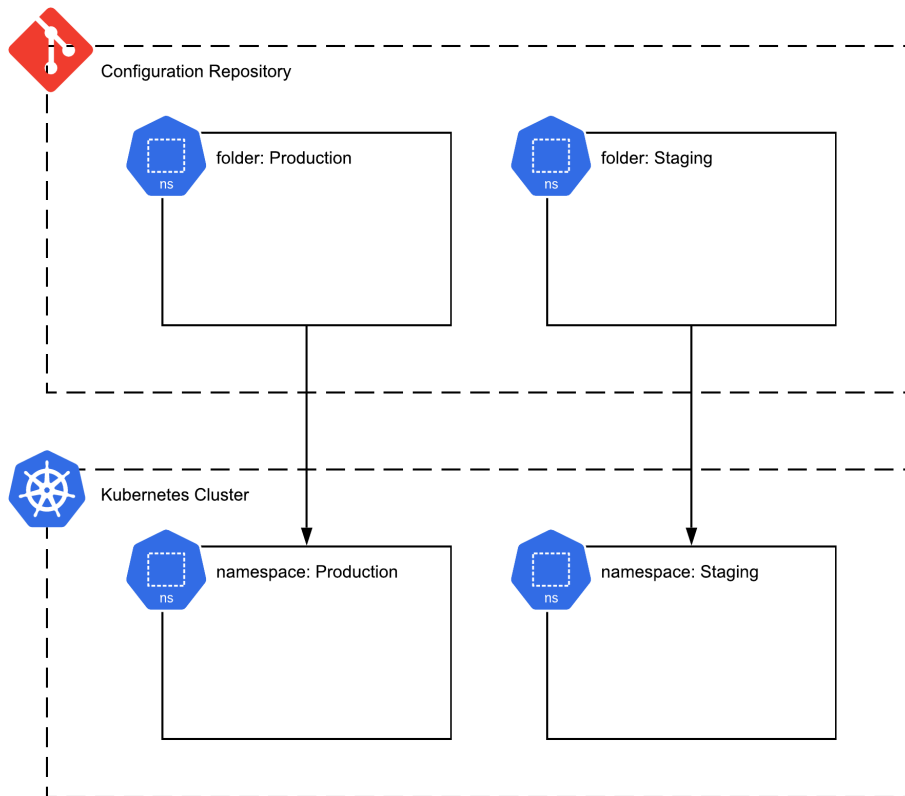 Configuration Repository
folder: Production
folder: Staging
ns
ns
Kubernetes Cluster
namespace: Production
namespace: Staging
ns
ns